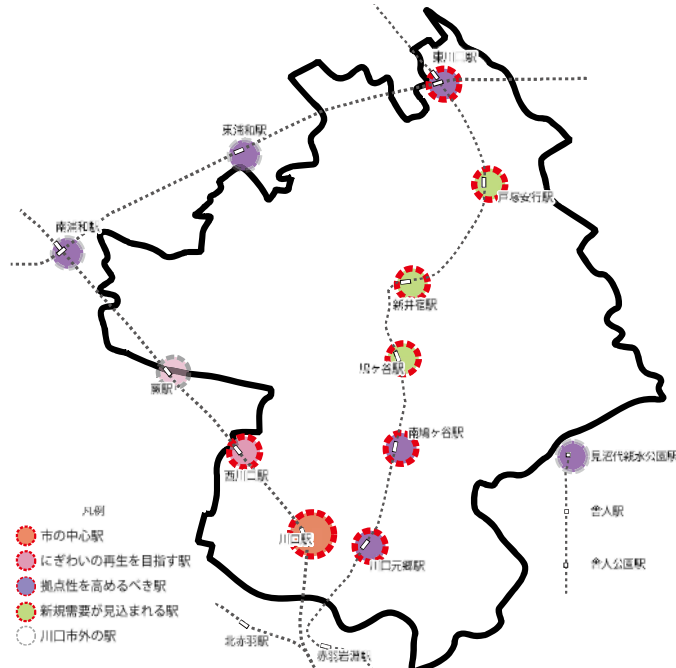 東川口駅
東浦和駅
戸塚安行駅
南浦和駅
新井宿駅
鳩ヶ谷駅
蕨駅
南鳩ヶ谷駅
見沼代親水公園駅
西川口駅
舎人駅
川口駅
川口元郷駅
舎人公園駅
北赤羽駅
赤羽岩淵駅
凡例
市の中心駅
にぎわいの再生を目指す駅
拠点性を高めるべき駅
新規需要が見込まれる駅
川口市外の駅